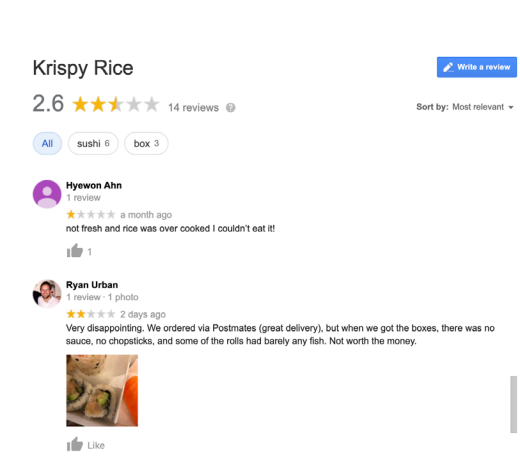 Krispy Rice
Write a review
2.6 14 reviews ?
Sort by: Most relevant
All sushi 6 box 3
Hyewon Ahn
1 review
a month ago
not fresh and rice was over cooked I couldn't eat it!
1
Ryan Urban
1 review · 1 photo
2 days ago
Very disappointing. We ordered via Postmates (great delivery), but when we got the boxes, there was no
sauce, no chopsticks, and some of the rolls had barely any fish. Not worth the money.
Like